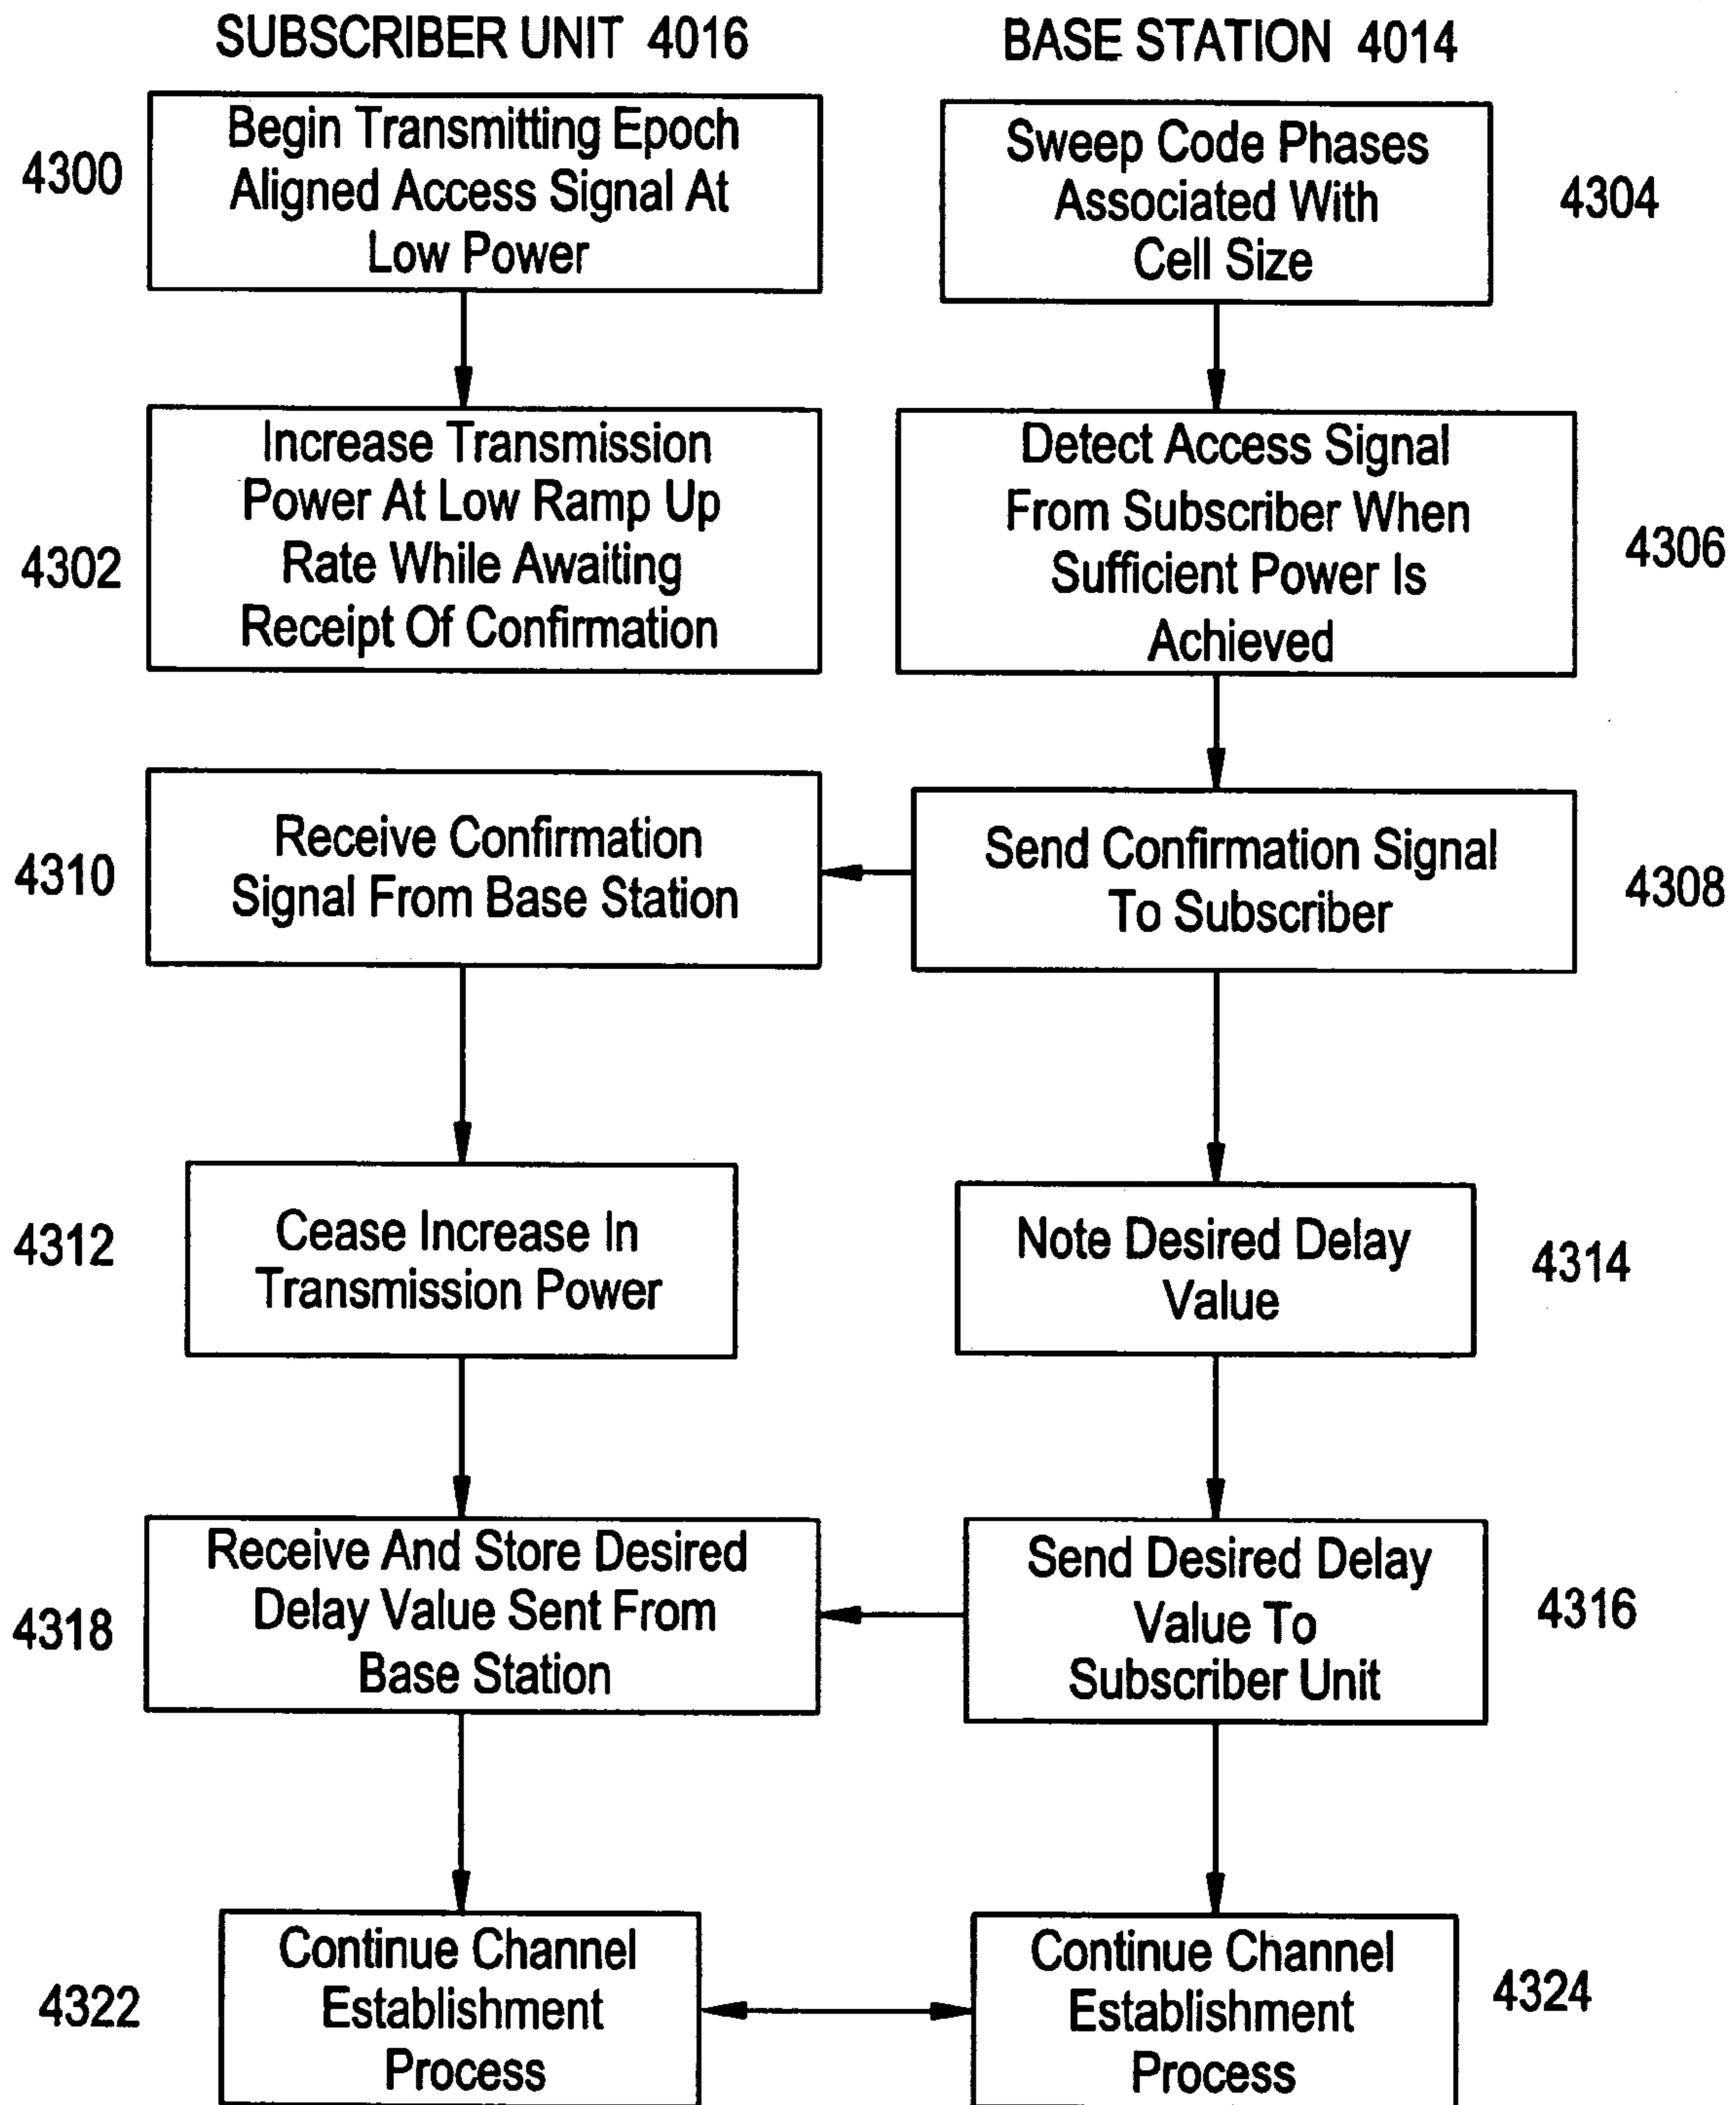 SUBSCRIBER UNIT 4016
BASE STATION 4014
4300
Begin Transmitting Epoch
Aligned Access Signal At
Low Power
Sweep Code Phases
Associated With
Cell Size
4304
4302
Increase Transmission
Power At Low Ramp Up
Rate While Awaiting
Receipt Of Confirmation
Detect Access Signal
From Subscriber When
Sufficient Power Is
Achieved
4306
4310
Receive Confirmation
Signal From Base Station
Send Confirmation Signal
To Subscriber
4308
4312
Cease Increase In
Transmission Power
Note Desired Delay
Value
4314
4318
Receive And Store Desired
Delay Value Sent From
Base Station
Send Desired Delay
Value To
Subscriber Unit
4316
4322
Continue Channel
Establishment
Process
Continue Channel
Establishment
Process
4324